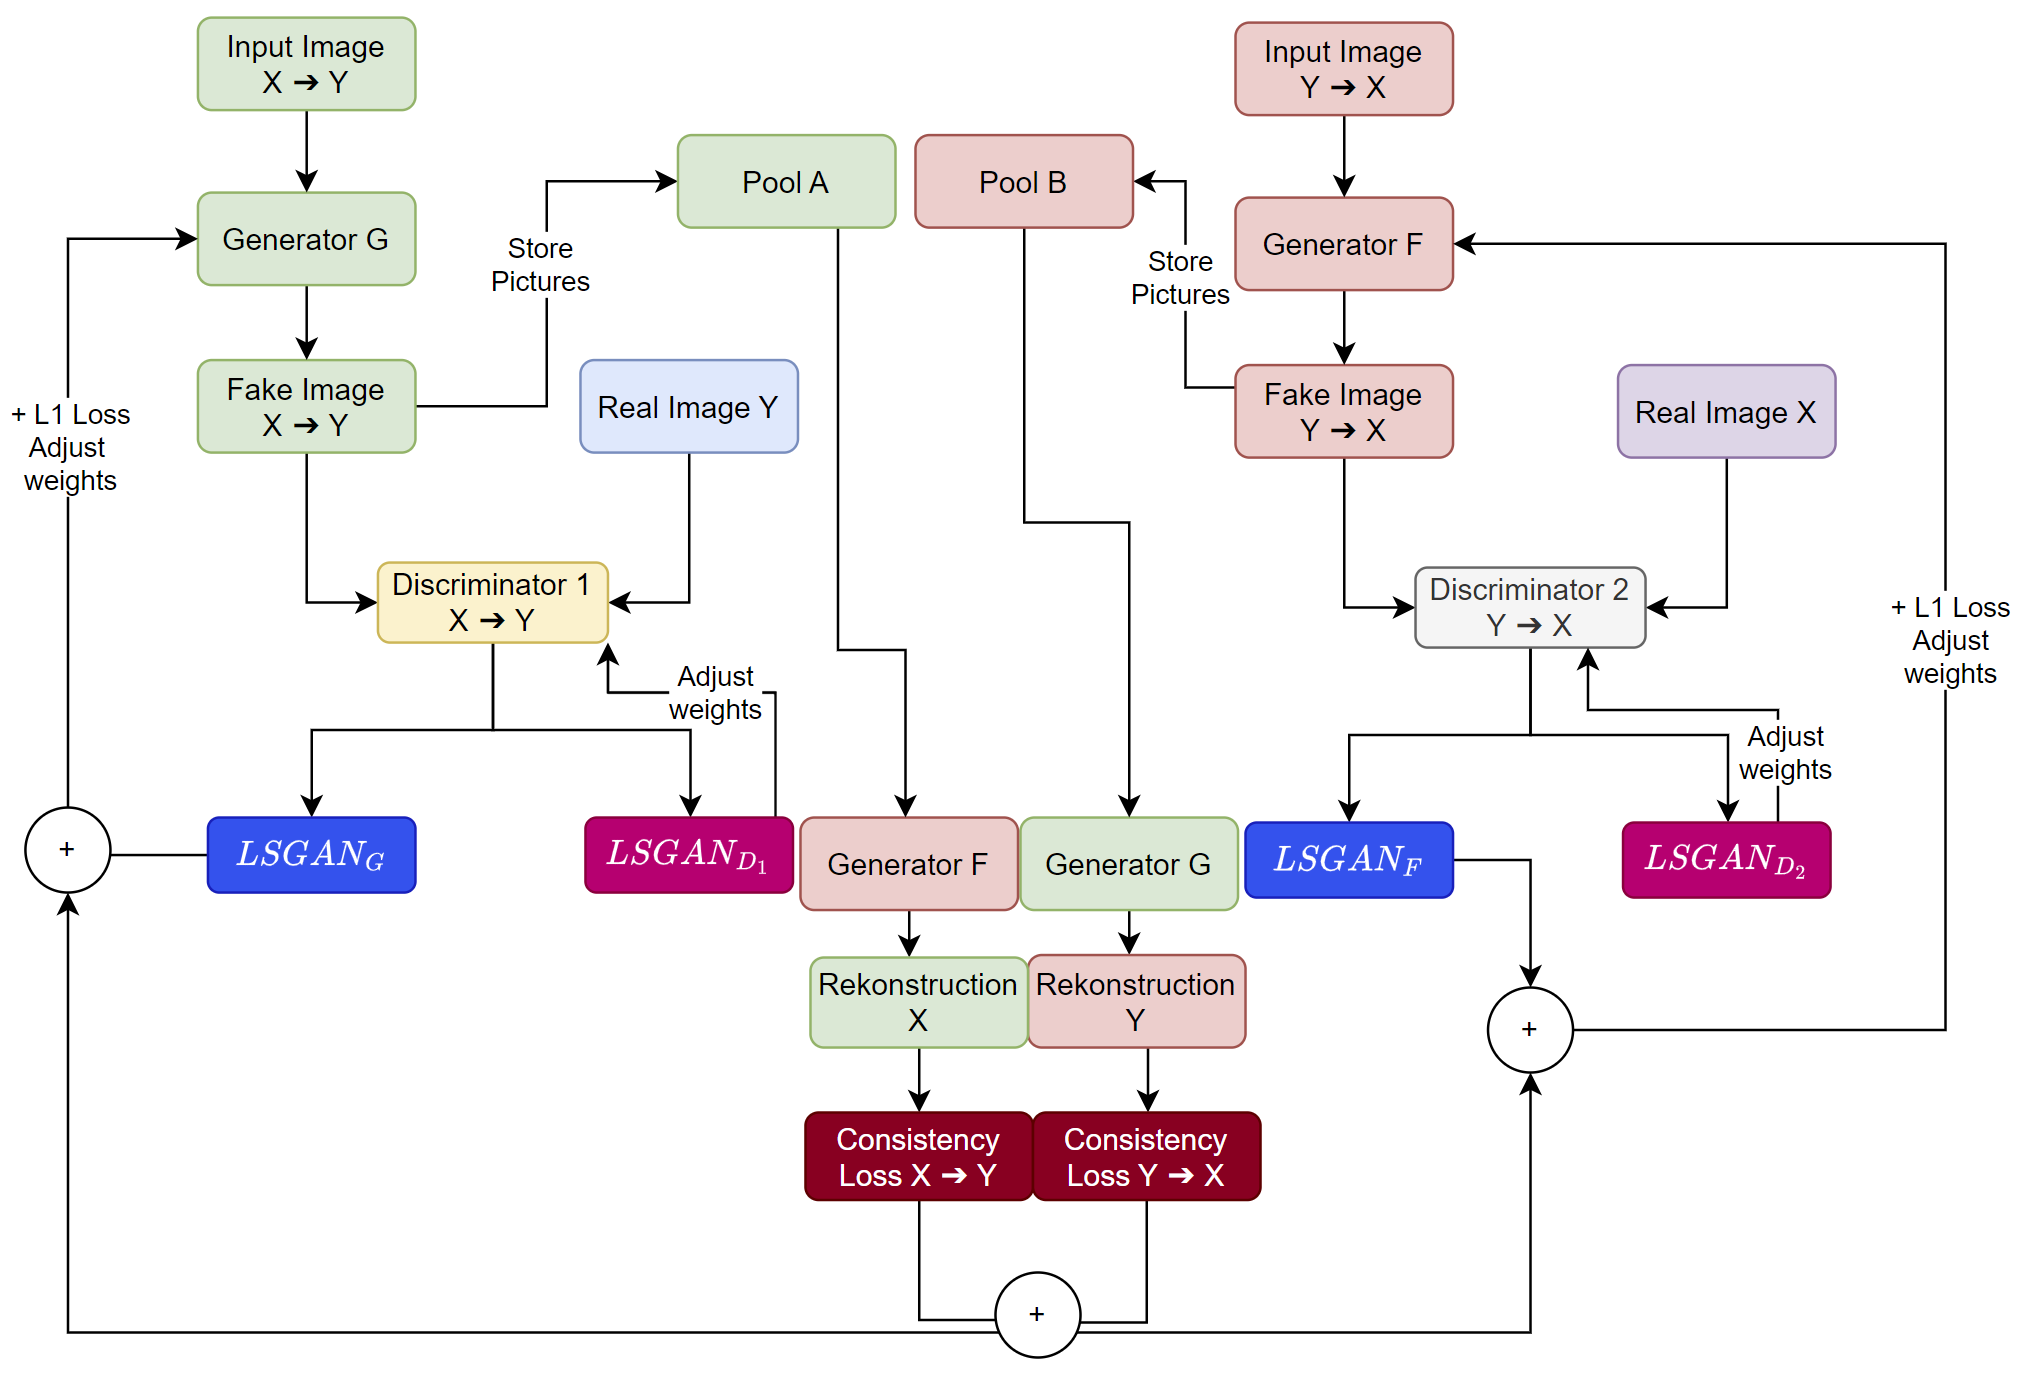 Input Image
X ➔ Y
Input Image
Y ➔ X
Pool A
Pool B
Generator G
Generator F
Store
Pictures
Store
Pictures
Fake Image
X ➔ Y
Real Image Y
Fake Image
Y ➔ X
Real Image X
+ L1 Loss
Adjust
weights
Discriminator 1
X ➔ Y
Discriminator 2
Y ➔ X
+ L1 Loss
Adjust
weights
Adjust
weights
Adjust
weights
+
LSGAN_G
LSGAN_{D_1}
Generator F
Generator G
LSGAN_F
LSGAN_{D_2}
Rekonstruction
X
Rekonstruction
Y
+
Consistency
Loss X ➔ Y
Consistency
Loss Y ➔ X
+